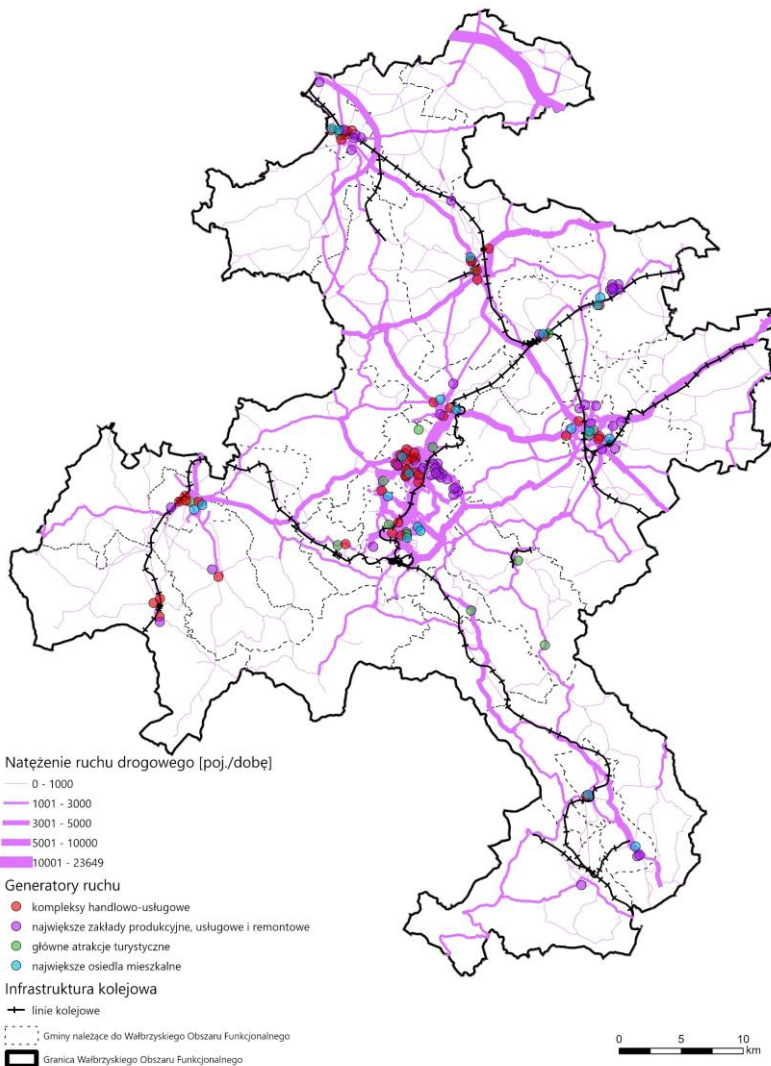 Natężenie ruchu drogowego [poj./dobę]
0 - 1000
1001 - 3000
3001 - 5000
5001 - 10000
10001 - 23649
Generatory ruchu
kompleksy handlowo-usługowe
największe zakłady produkcyjne, usługowe i remontowe
główne atrakcje turystyczne
największe osiedla mieszkalne
Infrastruktura kolejowa
linie kolejowe
Gminy należące do Wałbrzyskiego Obszaru Funkcjonalnego
Granica Wałbrzyskiego Obszaru Funkcjonalnego
0 5 10
km